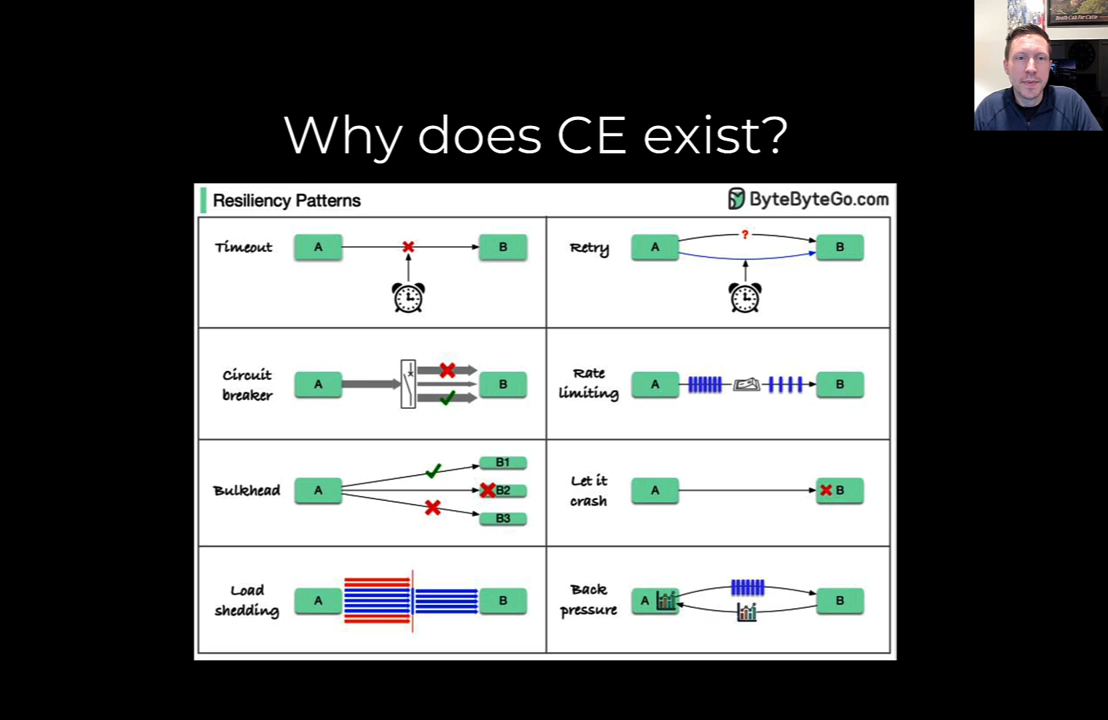 Why does CE exist?
Resiliency Patterns
ByteByteGo.com
Timeout
A
B
Retry
A
?
B
Circuit
breaker
A
B
Rate
limiting
A
B
Bulkhead
A
B1
B2
B3
Let it
crash
A
B
Load
shedding
A
B
Back
pressure
A
B